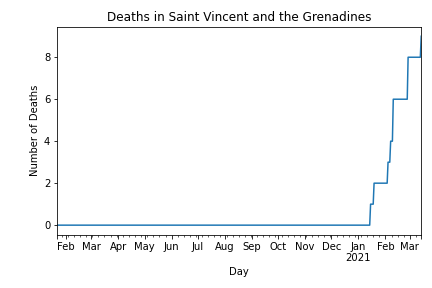 Deaths in Saint Vincent and the Grenadines
Number of Deaths
8
6
4
2
0
Feb Mar Apr May Jun Jul Aug Sep Oct Nov Dec Jan Feb Mar
2021
Day